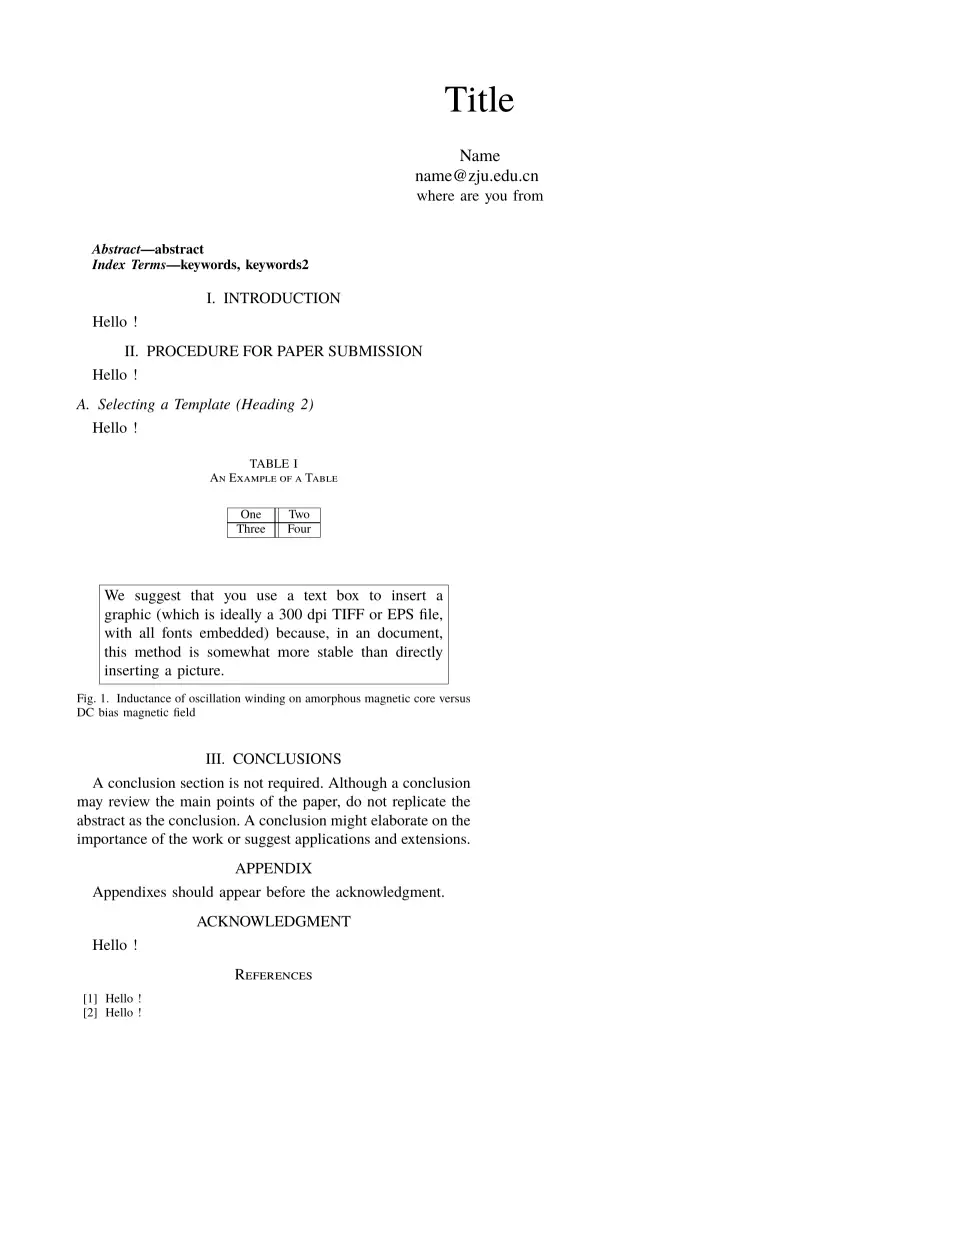 Title
Name
name@zju.edu.cn
where are you from
Abstract—abstract
Index Terms—keywords, keywords2
I. INTRODUCTION
Hello !
II. PROCEDURE FOR PAPER SUBMISSION
Hello !
A. Selecting a Template (Heading 2)
Hello !
TABLE I
An Example of a Table
One Two
Three Four
We suggest that you use a text box to insert a
graphic (which is ideally a 300 dpi TIFF or EPS file,
with all fonts embedded) because, in an document,
this method is somewhat more stable than directly
inserting a picture.
Fig. 1. Inductance of oscillation winding on amorphous magnetic core versus
DC bias magnetic field
III. CONCLUSIONS
A conclusion section is not required. Although a conclusion
may review the main points of the paper, do not replicate the
abstract as the conclusion. A conclusion might elaborate on the
importance of the work or suggest applications and extensions.
APPENDIX
Appendixes should appear before the acknowledgment.
ACKNOWLEDGMENT
Hello !
References
[1] Hello !
[2] Hello !